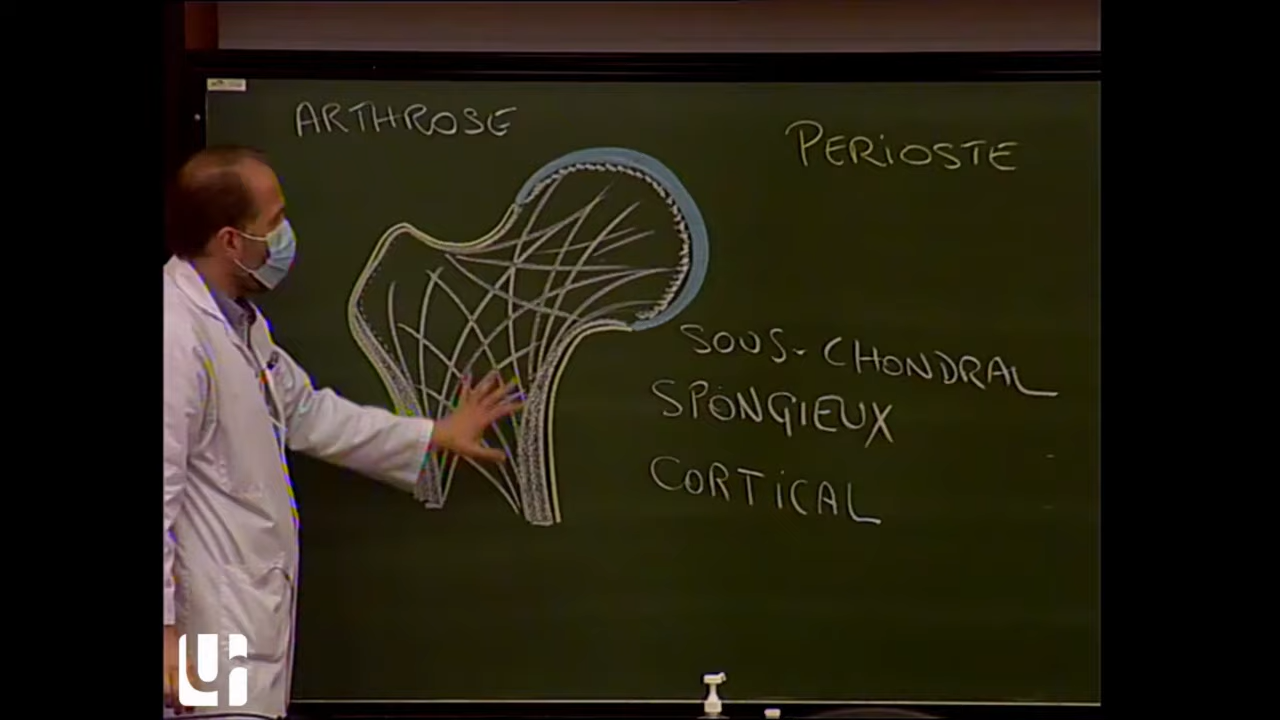 ARTHROSE
PERIOSTE
SOUS-CHONDRAL
SPONGIEUX
CORTICAL